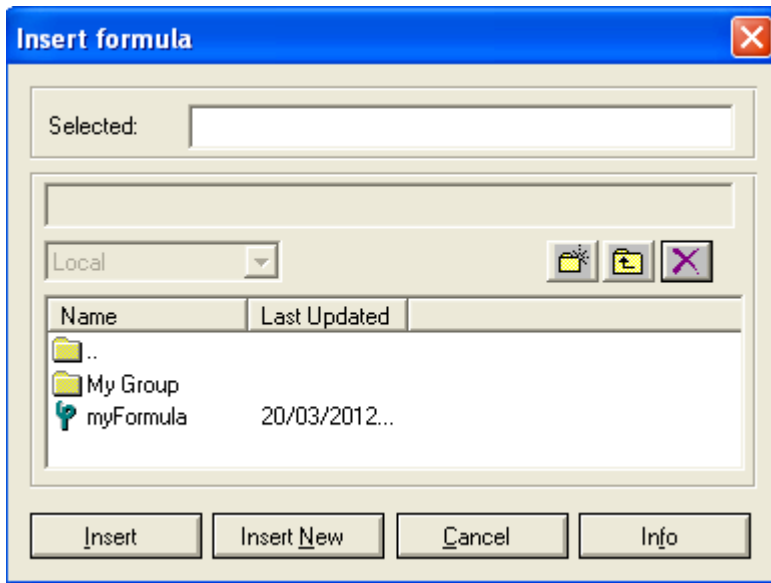 Insert formula
Selected:
Local
Name Last Updated
..
My Group
myFormula 20/03/2012...
Insert Insert New Cancel Info